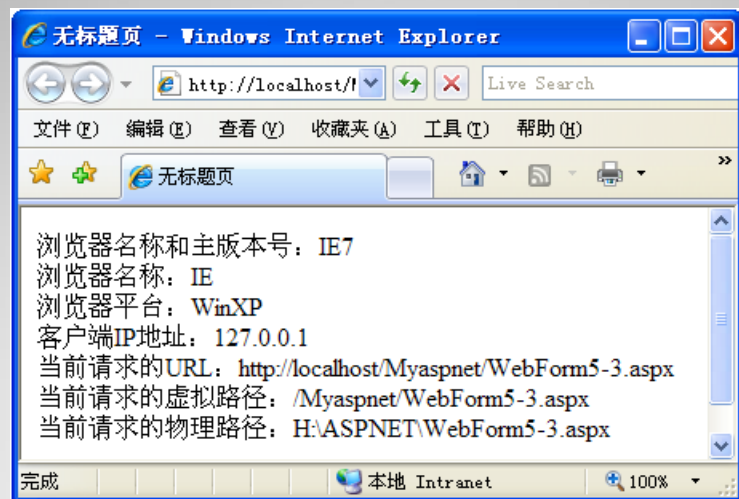 无标题页 - Windows Internet Explorer
http://localhost/
Live Search
文件(F) 编辑(E) 查看(V) 收藏夹(A) 工具(T) 帮助(H)
无标题页
浏览器名称和主版本号：IE7
浏览器名称：IE
浏览器平台：WinXP
客户端IP地址：127.0.0.1
当前请求的URL：http://localhost/Myaspnet/WebForm5-3.aspx
当前请求的虚拟路径：/Myaspnet/WebForm5-3.aspx
当前请求的物理路径：H:\ASPNET\WebForm5-3.aspx
完成 本地 Intranet 100%